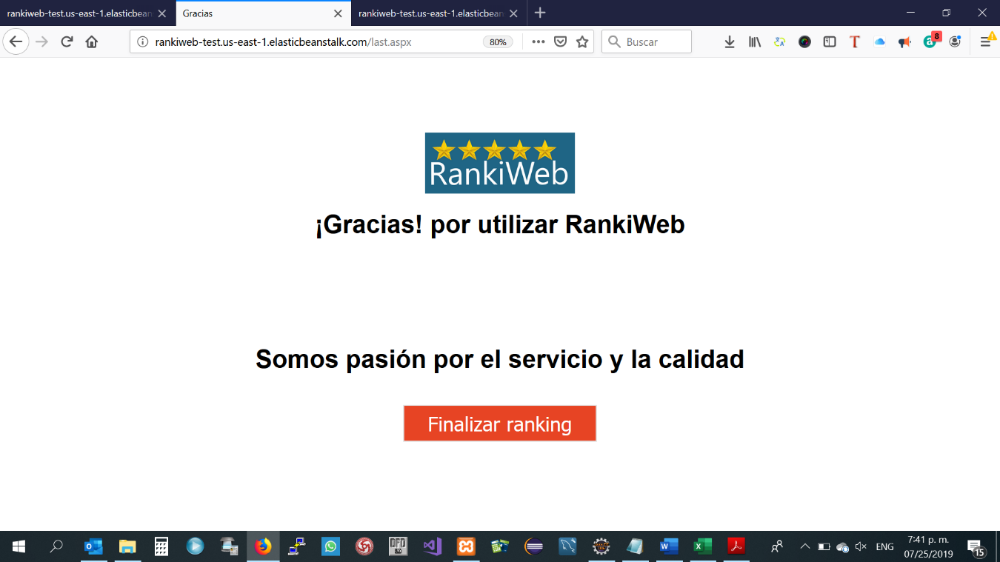 rankiweb-test.us-east-1.elasticbean
Gracias
rankiweb-test.us-east-1.elasticbean
rankiweb-test.us-east-1.elasticbeanstalk.com/last.aspx
80%
Buscar
8
RankiWeb
¡Gracias! por utilizar RankiWeb
Somos pasión por el servicio y la calidad
Finalizar ranking
ENG
7:41 p. m.
07/25/2019
15